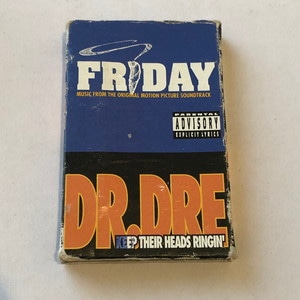 FRIDAY
MUSIC FROM THE ORIGINAL MOTION PICTURE SOUNDTRACK
PARENTAL
ADVISORY
EXPLICIT LYRICS
DR.DRE
KEEP THEIR HEADS RINGIN'